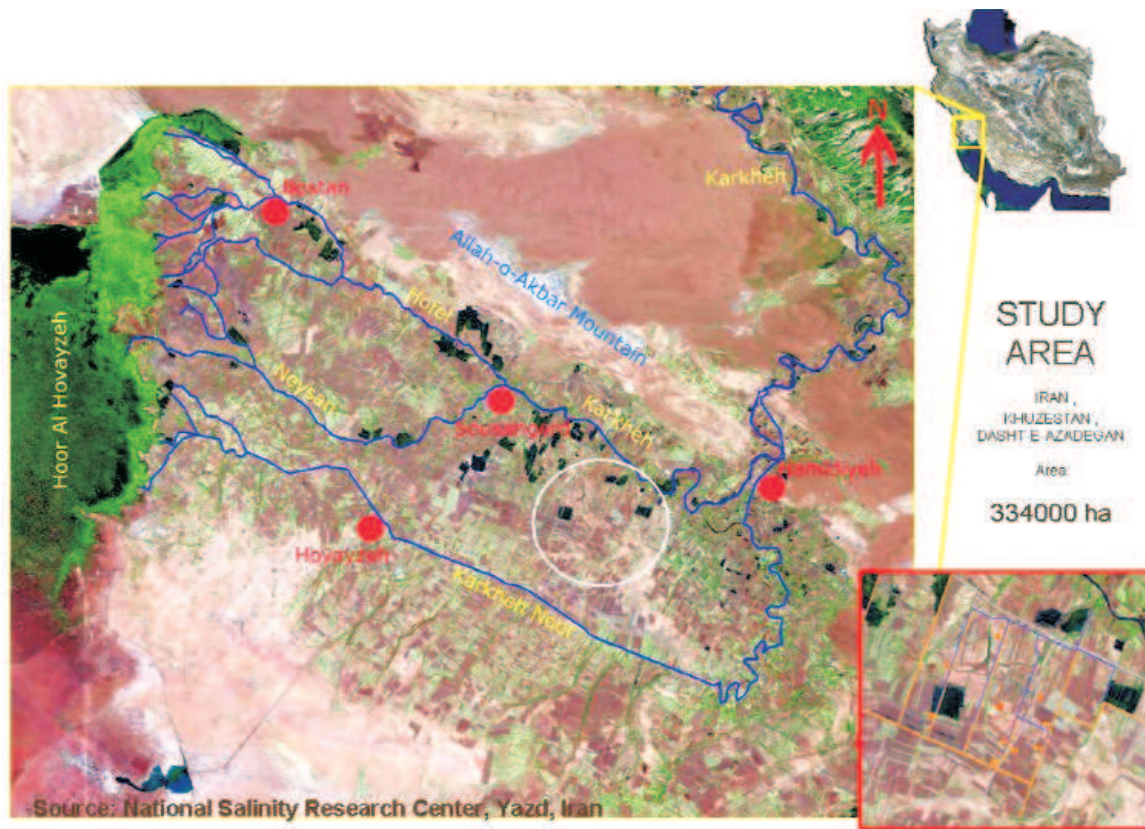 Karkheh
N
Bostan
Allah-o-Akbar Mountain
STUDY
AREA
IRAN ,
KHUZESTAN ,
DASHT-E-AZADEGAN
Area:
334000 ha
Hoor Al Hovayzeh
Neysan
Karkheh
Hamidiyeh
Hovayzeh
Karkheh Noor
Source: National Salinity Research Center, Yazd, Iran